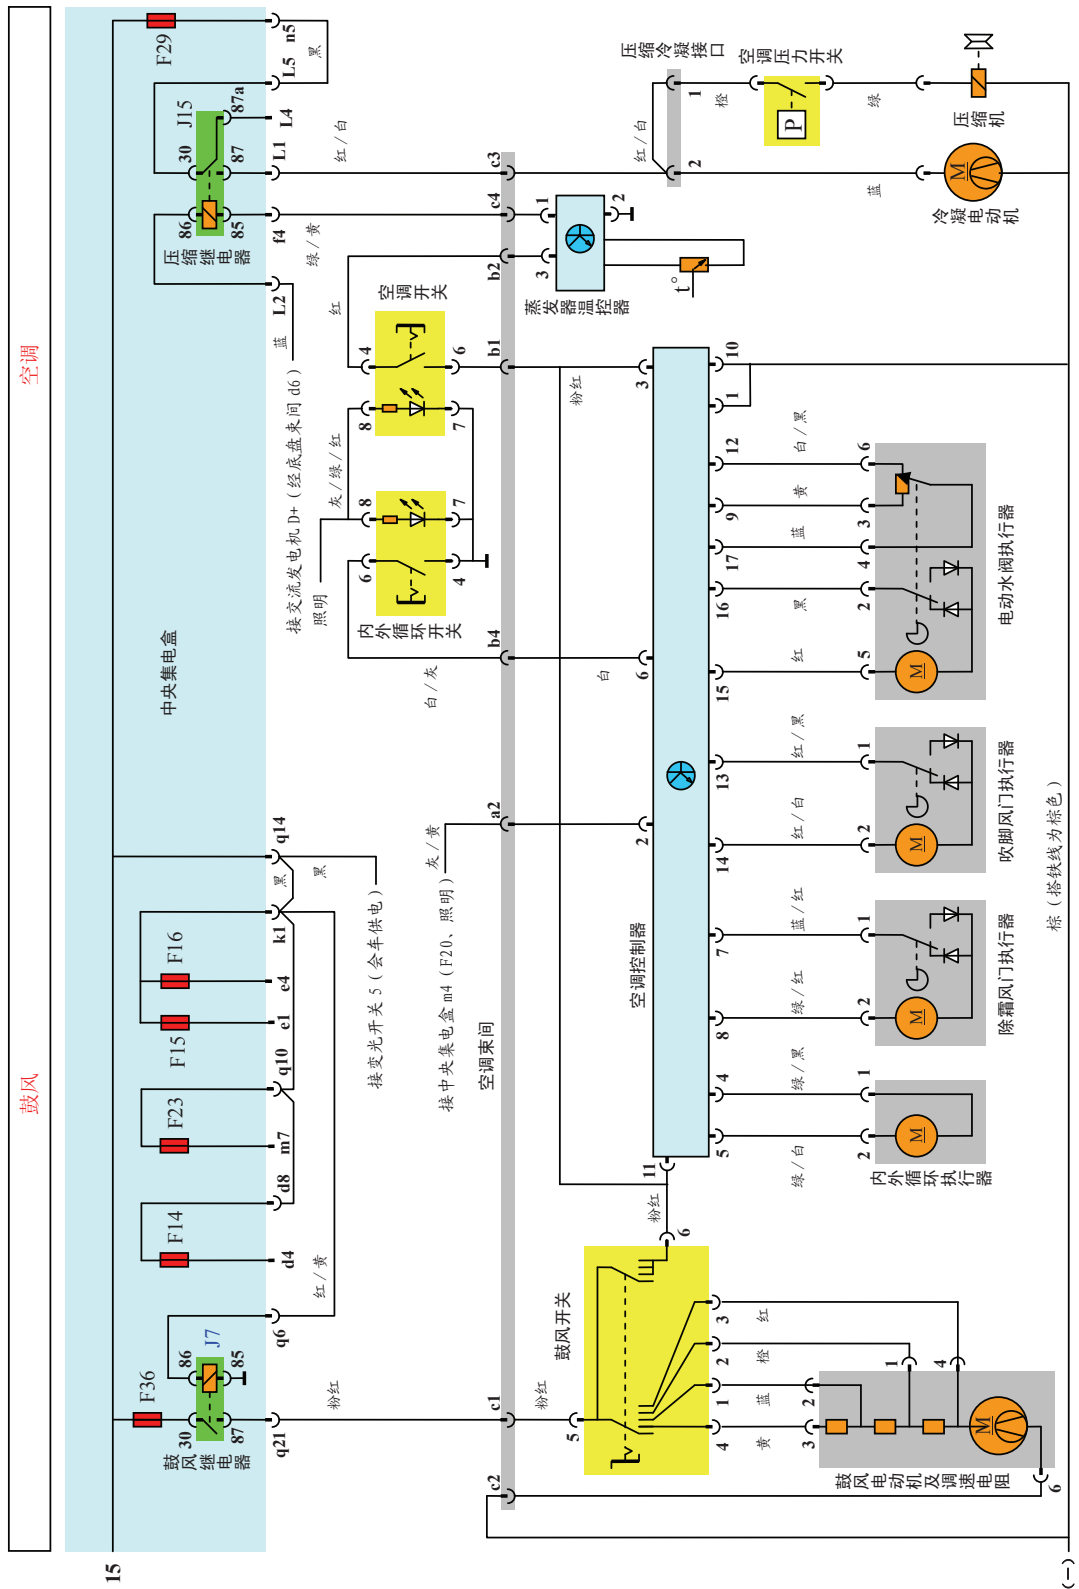 空调
鼓风
15
中央集电盒
F29
n5
黑
L5
J15
87a
L4
30
87
L1
红/白
86
85
f4
绿/黄
压缩继电器
L2
蓝
接交流发电机 D+（经底盘束间 d6）
c3
c4
b2
压缩冷凝接口
1
2
红/白
橙
空调压力开关
P
绿
压缩机
蓝
M
冷凝电动机
1
2
3
蒸发器温控器
t°
红
空调开关
4
6
8
7
b1
粉红
灰/绿/红
照明
8
7
6
4
内外循环开关
b4
白/灰
白
a2
灰/黄
接中央集电盒 m4（F20、照明）
空调束间
3
6
2
11
空调控制器
10
1
12
9
17
16
15
13
14
7
8
4
5
白/黑
黄
蓝
黑
红
6
3
4
2
5
M
电动水阀执行器
红/黑
红/白
1
2
M
吹脚风门执行器
蓝/红
绿/红
1
2
M
除霜风门执行器
绿/黑
绿/白
1
2
M
内外循环执行器
棕（搭铁线为棕色）
q14
黑
黑
接变光开关 5（会车供电）
k1
F16
e4
F15
e1
q10
F23
m7
d8
F14
d4
红/黄
q6
J7
86
85
F36
30
87
鼓风继电器
q21
粉红
c1
粉红
c2
粉红
6
鼓风开关
5
3
2
1
4
红
橙
蓝
黄
1
4
2
3
M
6
鼓风电动机及调速电阻
(−)